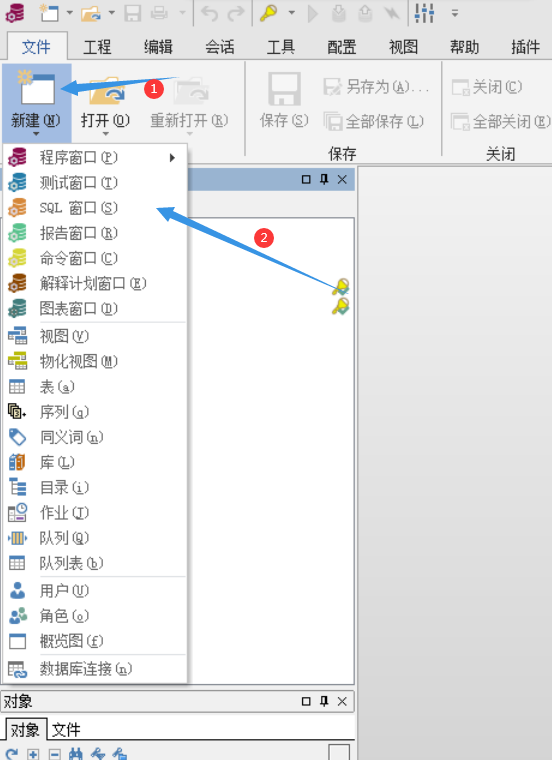 文件 工程 编辑 会话 工具 配置 视图 帮助 插件
1
新建(N) 打开(O) 重新打开(R) 保存(S) 另存为(A)... 关闭(C)
全部保存(L) 全部关闭(E)
保存 关闭
程序窗口(P)
测试窗口(T)
SQL 窗口(S)
报告窗口(R)
2
命令窗口(C)
解释计划窗口(E)
图表窗口(D)
视图(V)
物化视图(M)
表(a)
序列(q)
同义词(n)
库(L)
目录(i)
作业(J)
队列(Q)
队列表(b)
用户(U)
角色(o)
概览图(f)
数据库连接(n)
对象
对象 文件